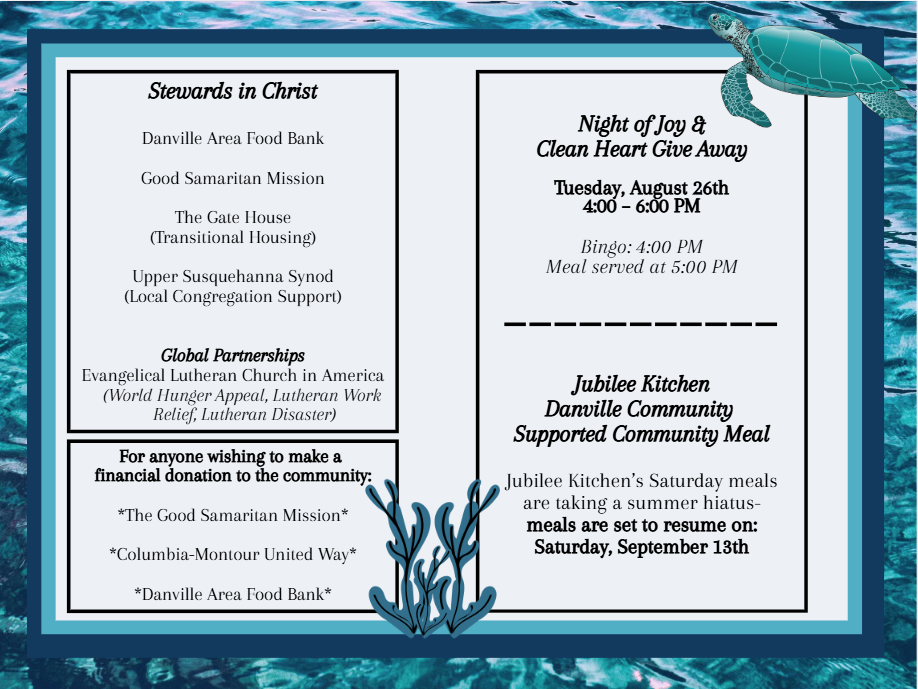 Stewards in Christ
Danville Area Food Bank
Good Samaritan Mission
The Gate House
(Transitional Housing)
Upper Susquehanna Synod
(Local Congregation Support)
Global Partnerships
Evangelical Lutheran Church in America
(World Hunger Appeal, Lutheran Work
Relief, Lutheran Disaster)
For anyone wishing to make a
financial donation to the community:
*The Good Samaritan Mission*
*Columbia-Montour United Way*
*Danville Area Food Bank*
Night of Joy &
Clean Heart Give Away
Tuesday, August 26th
4:00 – 6:00 PM
Bingo: 4:00 PM
Meal served at 5:00 PM
Jubilee Kitchen
Danville Community
Supported Community Meal
Jubilee Kitchen's Saturday meals
are taking a summer hiatus-
meals are set to resume on:
Saturday, September 13th